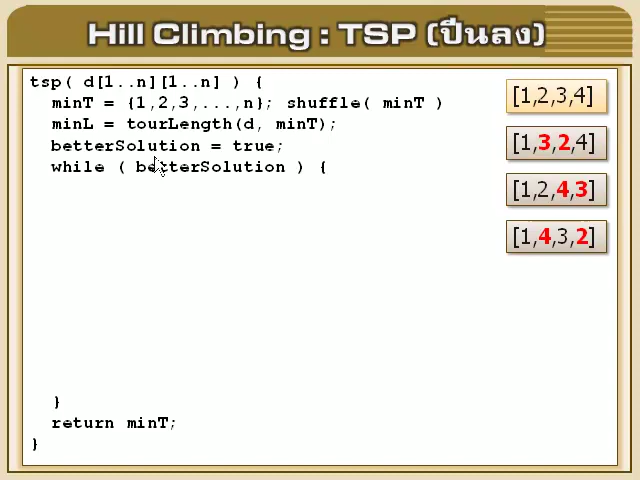 Hill Climbing : TSP (ปืนลง)
tsp( d[1..n][1..n] ) {
minT = {1,2,3,...,n}; shuffle( minT )
minL = tourLength(d, minT);
betterSolution = true;
while ( betterSolution ) {
}
return minT;
}
[1,2,3,4]
[1,3,2,4]
[1,2,4,3]
[1,4,3,2]